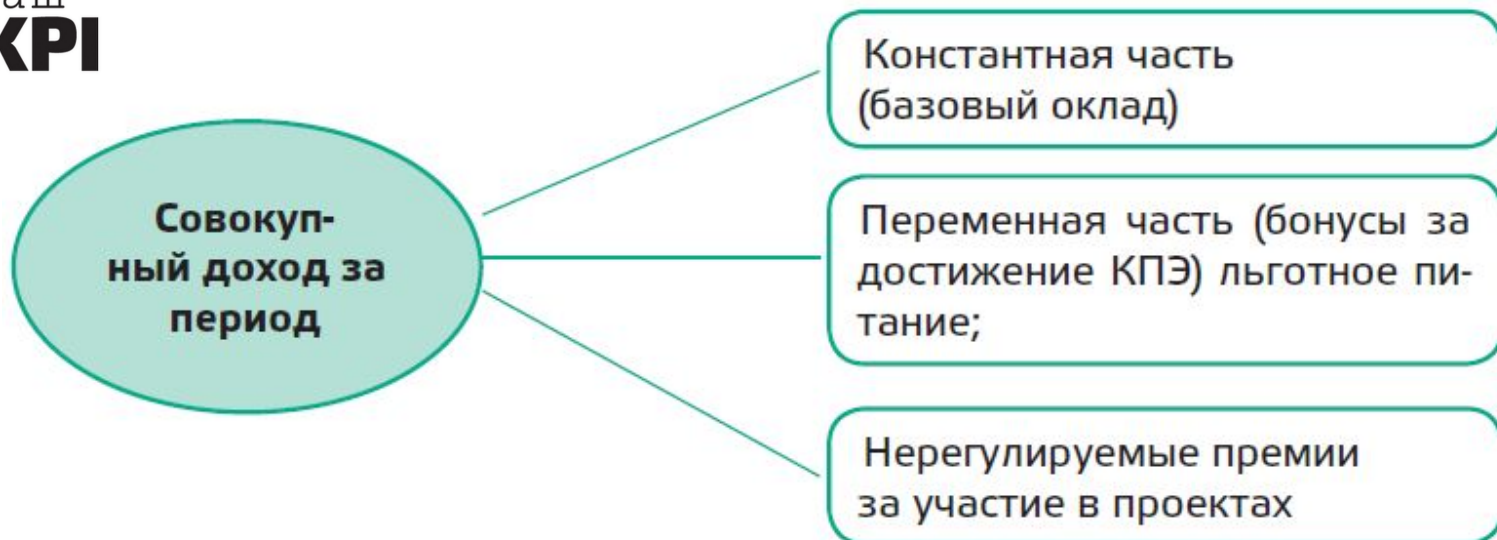 KPI
Константная часть
(базовый оклад)
Совокуп-
ный доход за
период
Переменная часть (бонусы за
достижение КПЭ) льготное пи-
тание;
Нерегулируемые премии
за участие в проектах